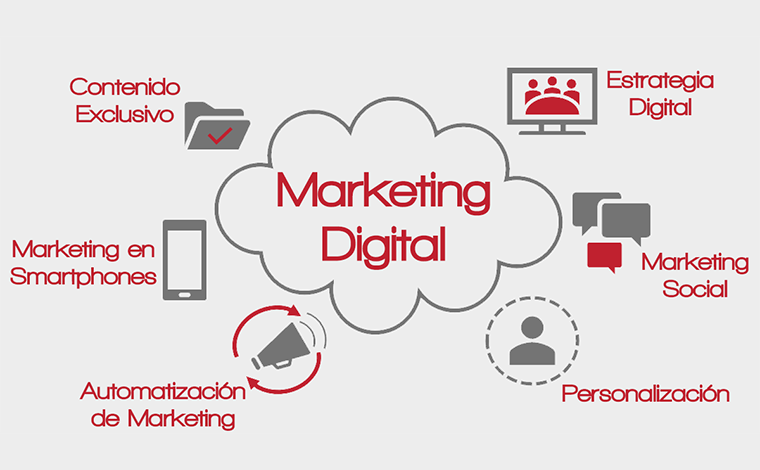 Contenido
Exclusivo
Estrategia
Digital
Marketing
Digital
Marketing en
Smartphones
Marketing
Social
Automatización
de Marketing
Personalización